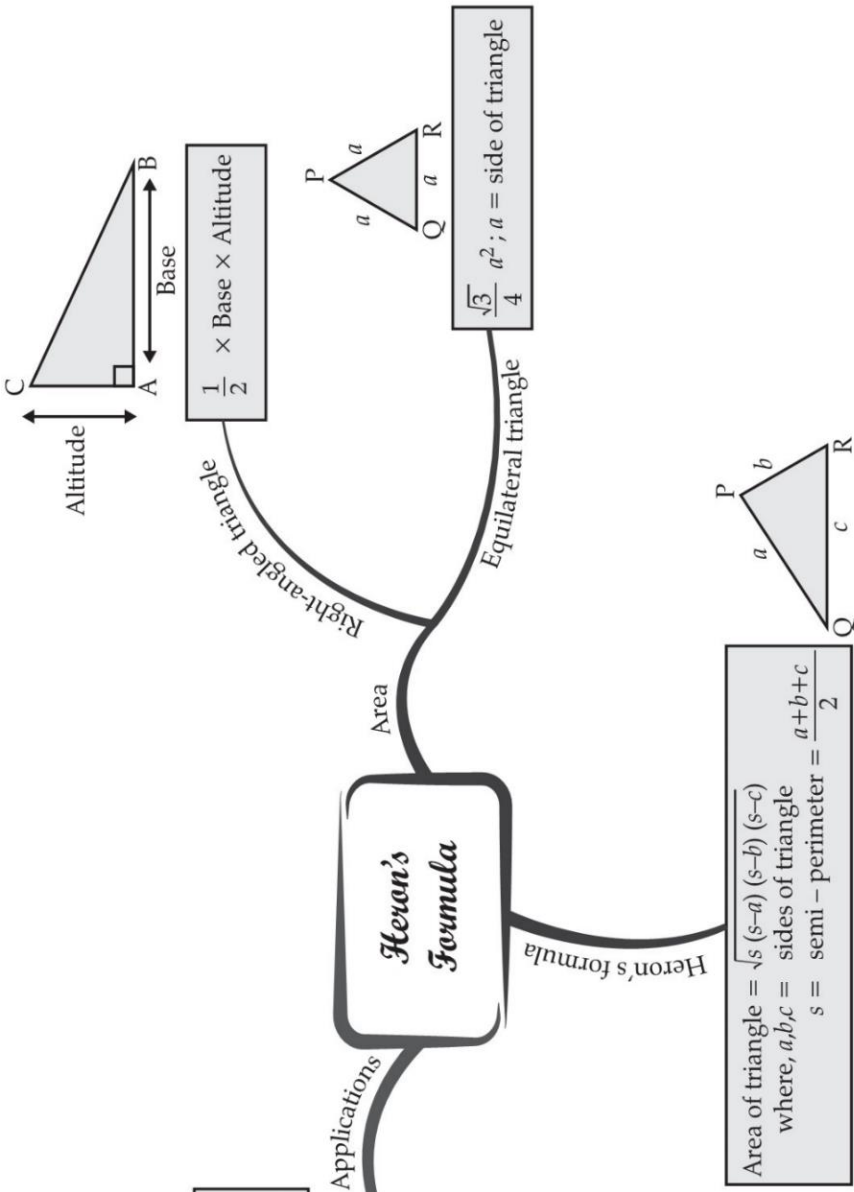 Heron's
Formula
Area
Right-angled triangle
C
Altitude
A
B
Base
1/2 × Base × Altitude
Equilateral triangle
P
a
a
Q
a
R
√3/4 a² ; a = side of triangle
Heron's formula
Area of triangle = √s (s–a) (s–b) (s–c)
where, a,b,c = sides of triangle
s = semi – perimeter = a+b+c/2
P
a
b
Q
c
R
Applications